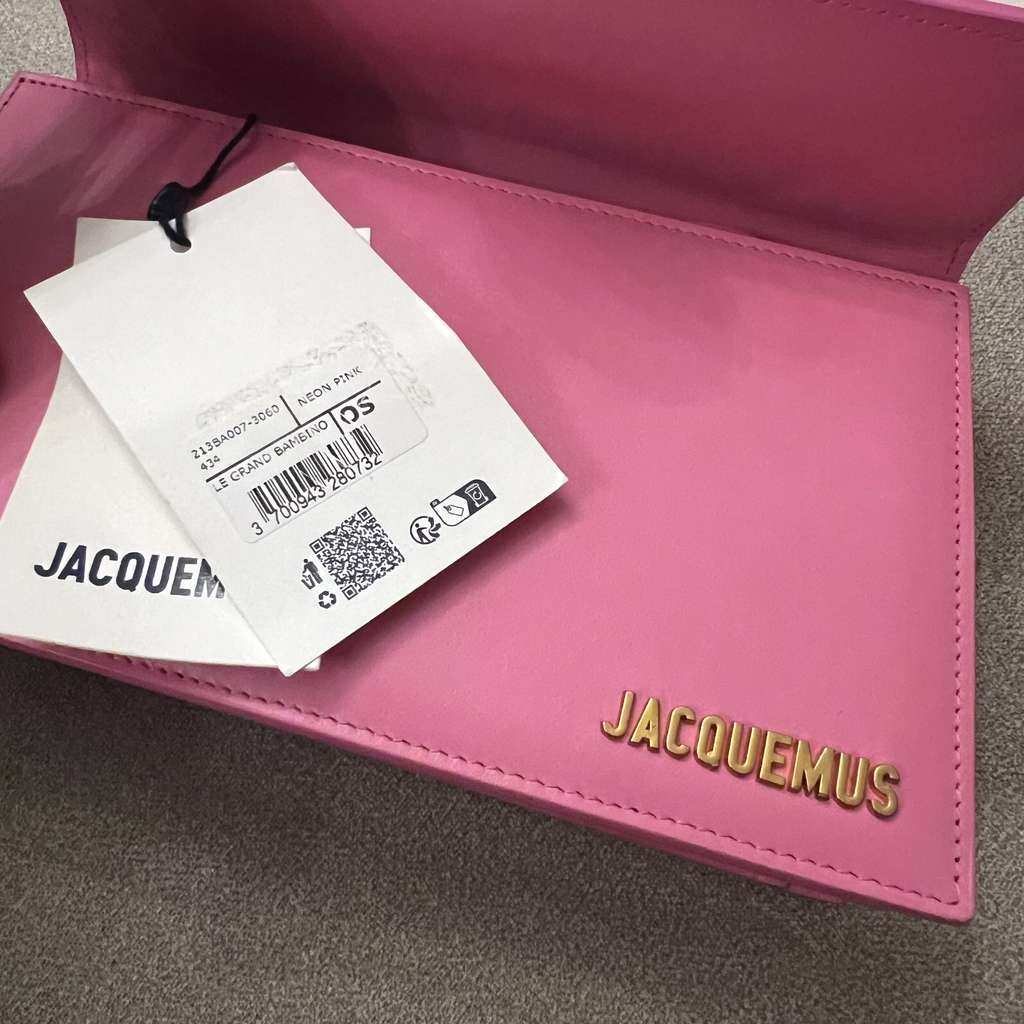 213BA007-3060 NEON PINK
434
LE GRAND BAMBINO OS
3 700943 280732
JACQUEM
JACQUEMUS